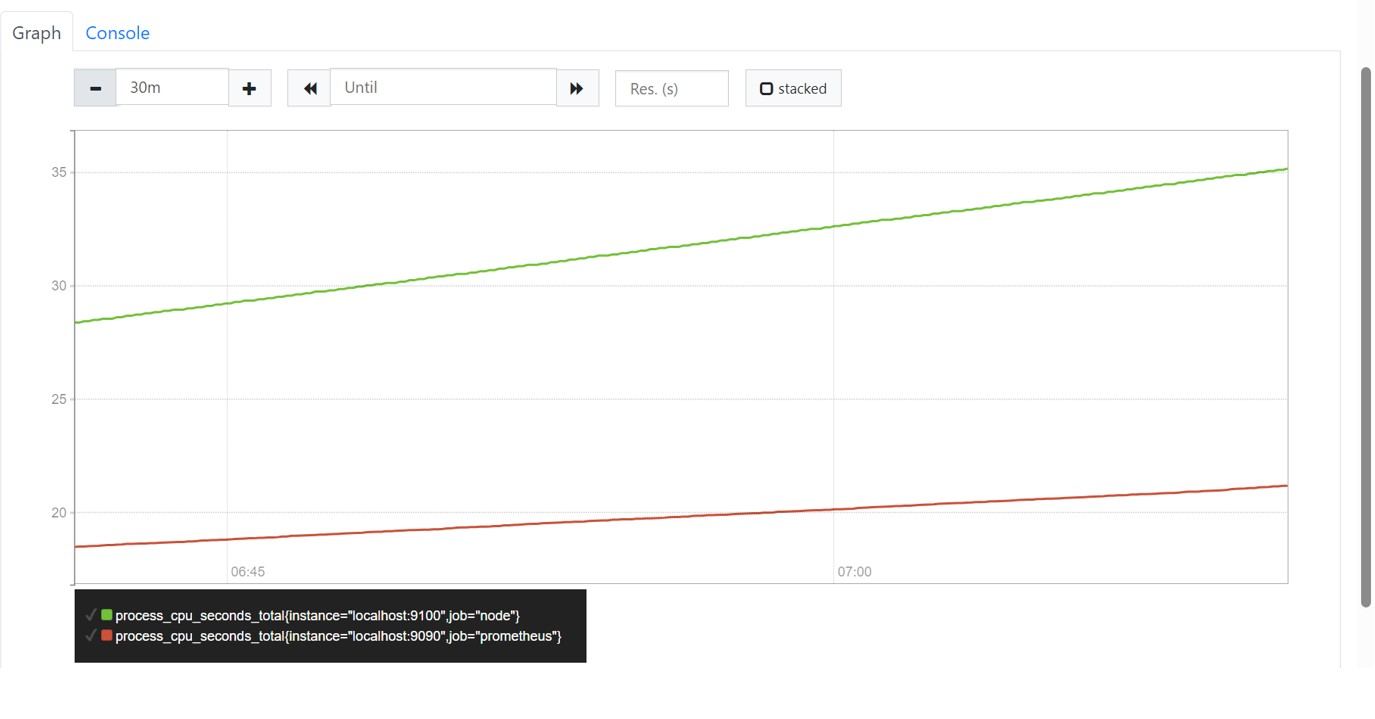 Graph Console
30m Until Res. (s) stacked
35
30
25
20
06:45 07:00
process_cpu_seconds_total{instance="localhost:9100",job="node"}
process_cpu_seconds_total{instance="localhost:9090",job="prometheus"}